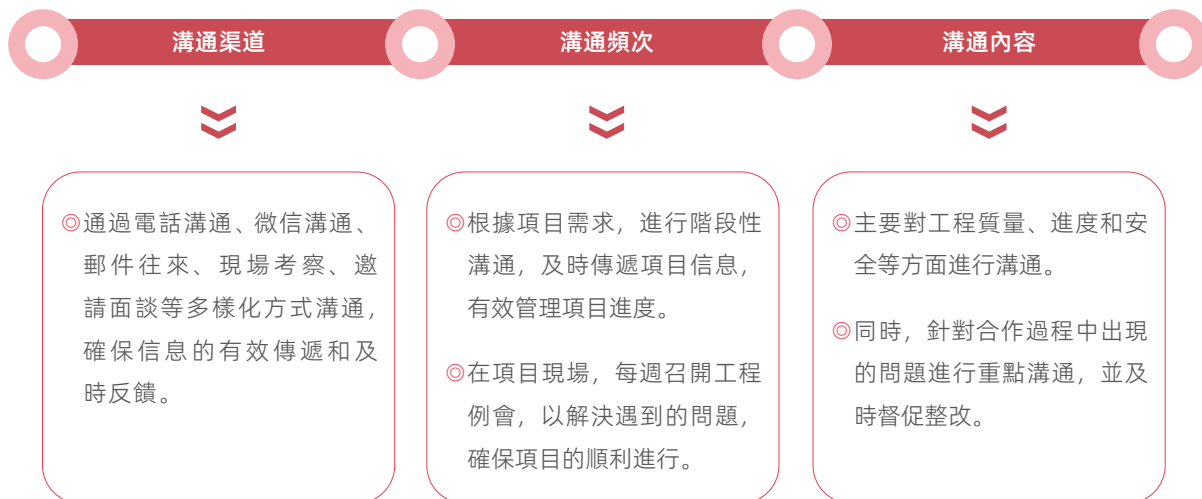 溝通渠道
溝通頻次
溝通內容
◎通過電話溝通、微信溝通、
郵件往來、現場考察、邀
請面談等多樣化方式溝通，
確保信息的有效傳遞和及
時反饋。
◎根據項目需求，進行階段性
溝通，及時傳遞項目信息，
有效管理項目進度。
◎在項目現場，每週召開工程
例會，以解決遇到的問題，
確保項目的順利進行。
◎主要對工程質量、進度和安
全等方面進行溝通。
◎同時，針對合作過程中出現
的問題進行重點溝通，並及
時督促整改。